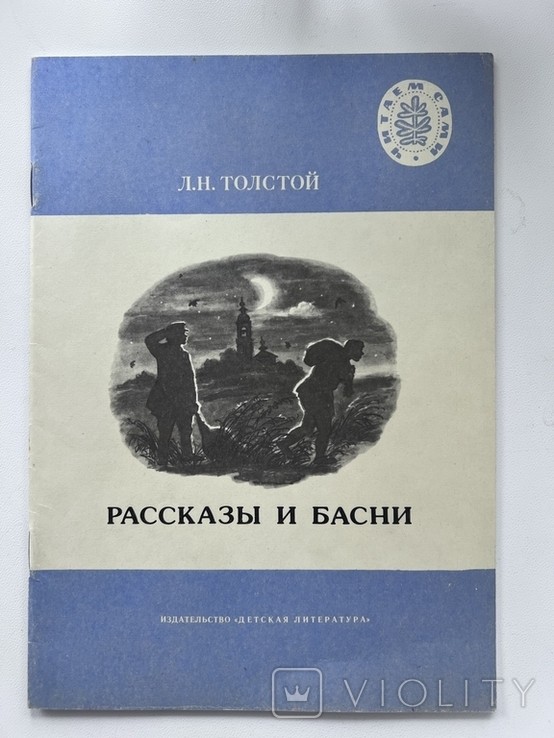 ЧИТАЕМ САМИ
Л.Н. ТОЛСТОЙ
РАССКАЗЫ И БАСНИ
ИЗДАТЕЛЬСТВО «ДЕТСКАЯ ЛИТЕРАТУРА»
VIOLITY